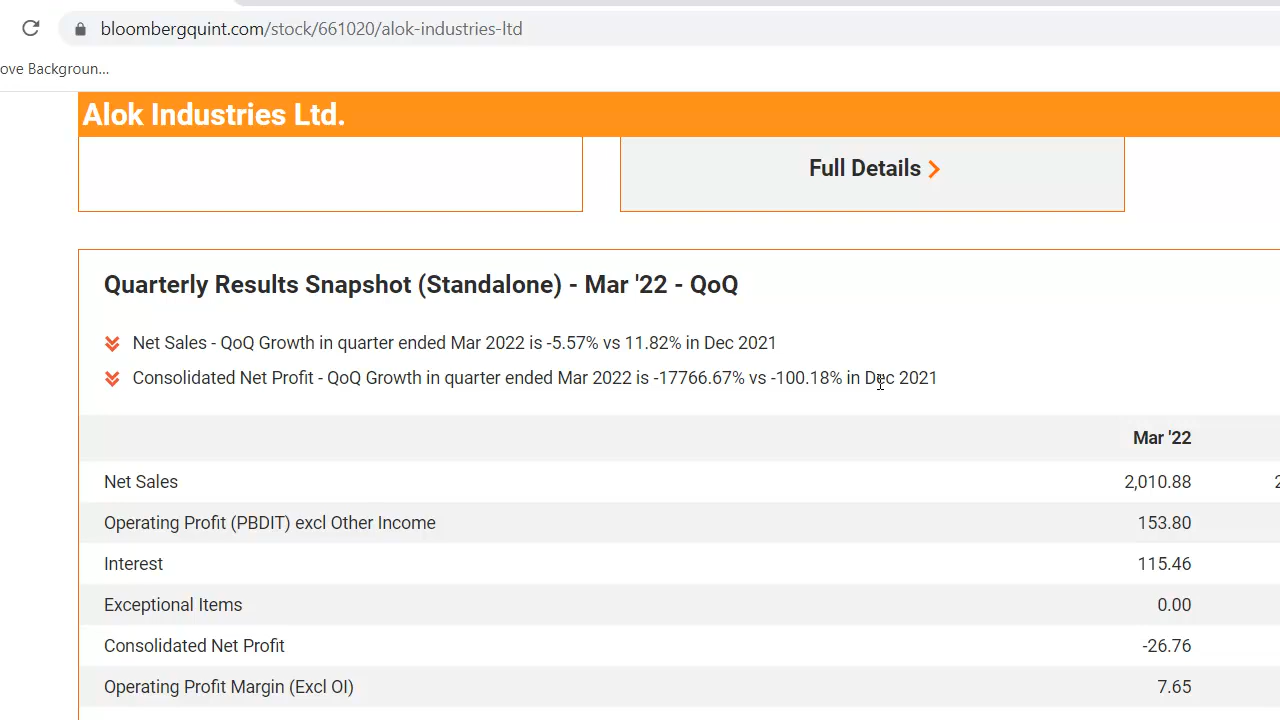 bloombergquint.com/stock/661020/alok-industries-ltd
ove Backgroun...
Alok Industries Ltd.
Full Details
Quarterly Results Snapshot (Standalone) - Mar '22 - QoQ
Net Sales - QoQ Growth in quarter ended Mar 2022 is -5.57% vs 11.82% in Dec 2021
Consolidated Net Profit - QoQ Growth in quarter ended Mar 2022 is -17766.67% vs -100.18% in Dec 2021
Mar '22
Net Sales 2,010.88 2
Operating Profit (PBDIT) excl Other Income 153.80
Interest 115.46
Exceptional Items 0.00
Consolidated Net Profit -26.76
Operating Profit Margin (Excl OI) 7.65